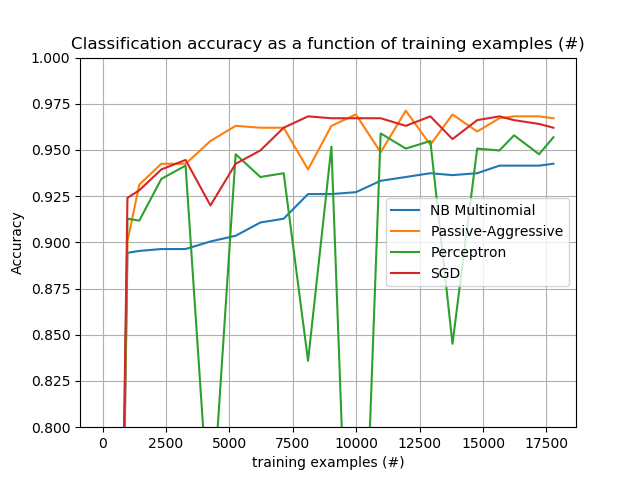 Classification accuracy as a function of training examples (#)
1.000
0.975
0.950
0.925
0.900
0.875
0.850
0.825
0.800
Accuracy
NB Multinomial
Passive-Aggressive
Perceptron
SGD
0 2500 5000 7500 10000 12500 15000 17500
training examples (#)